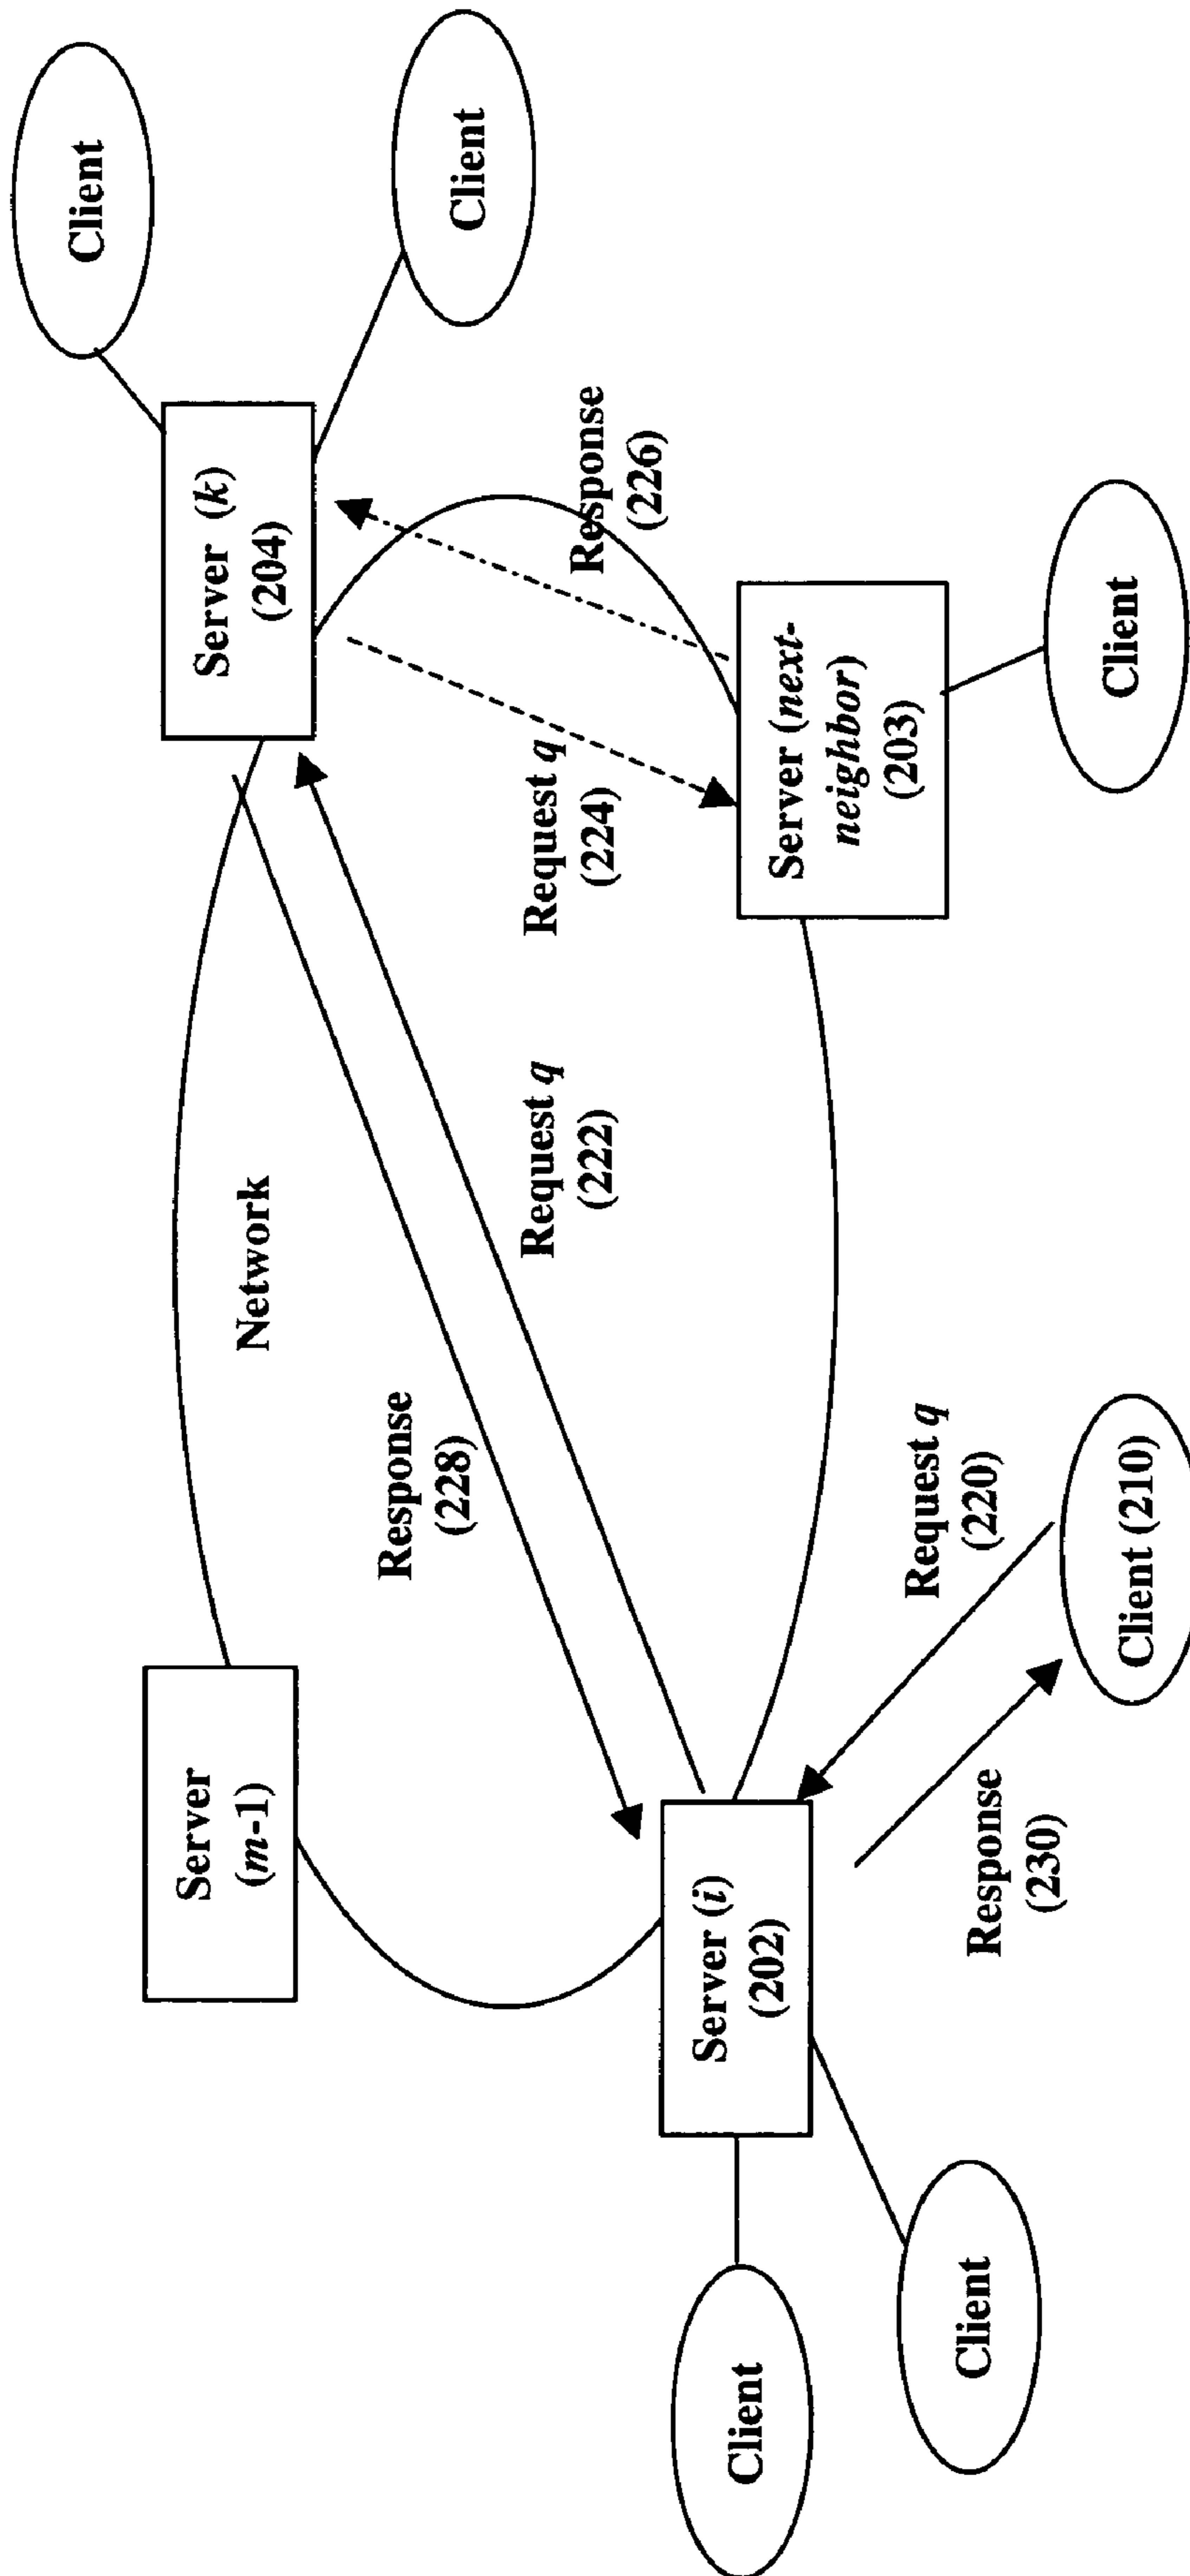 Client
Client
Server (k)
(204)
Response
(226)
Server (next-
neighbor)
(203)
Client
Request q
(224)
Network
Request q
(222)
Response
(228)
Server
(m-1)
Request q
(220)
Client (210)
Response
(230)
Server (i)
(202)
Client
Client